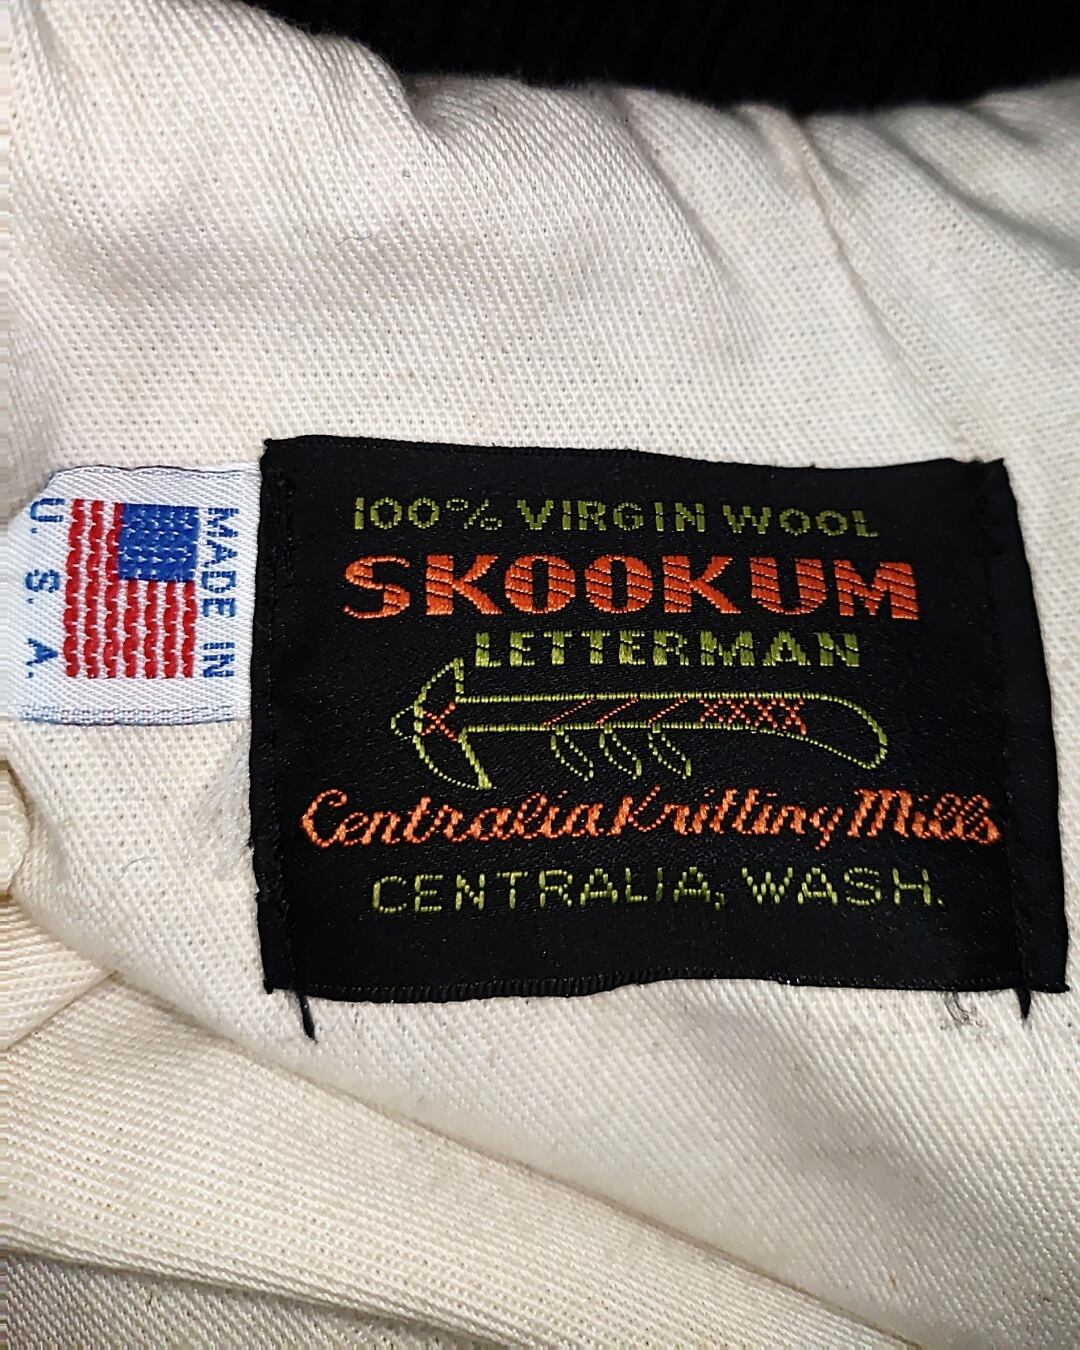 100% VIRGIN WOOL
SKOOKUM
LETTERMAN
Centralia Knitting Mills
CENTRALIA, WASH.
MADE IN
U. S. A.